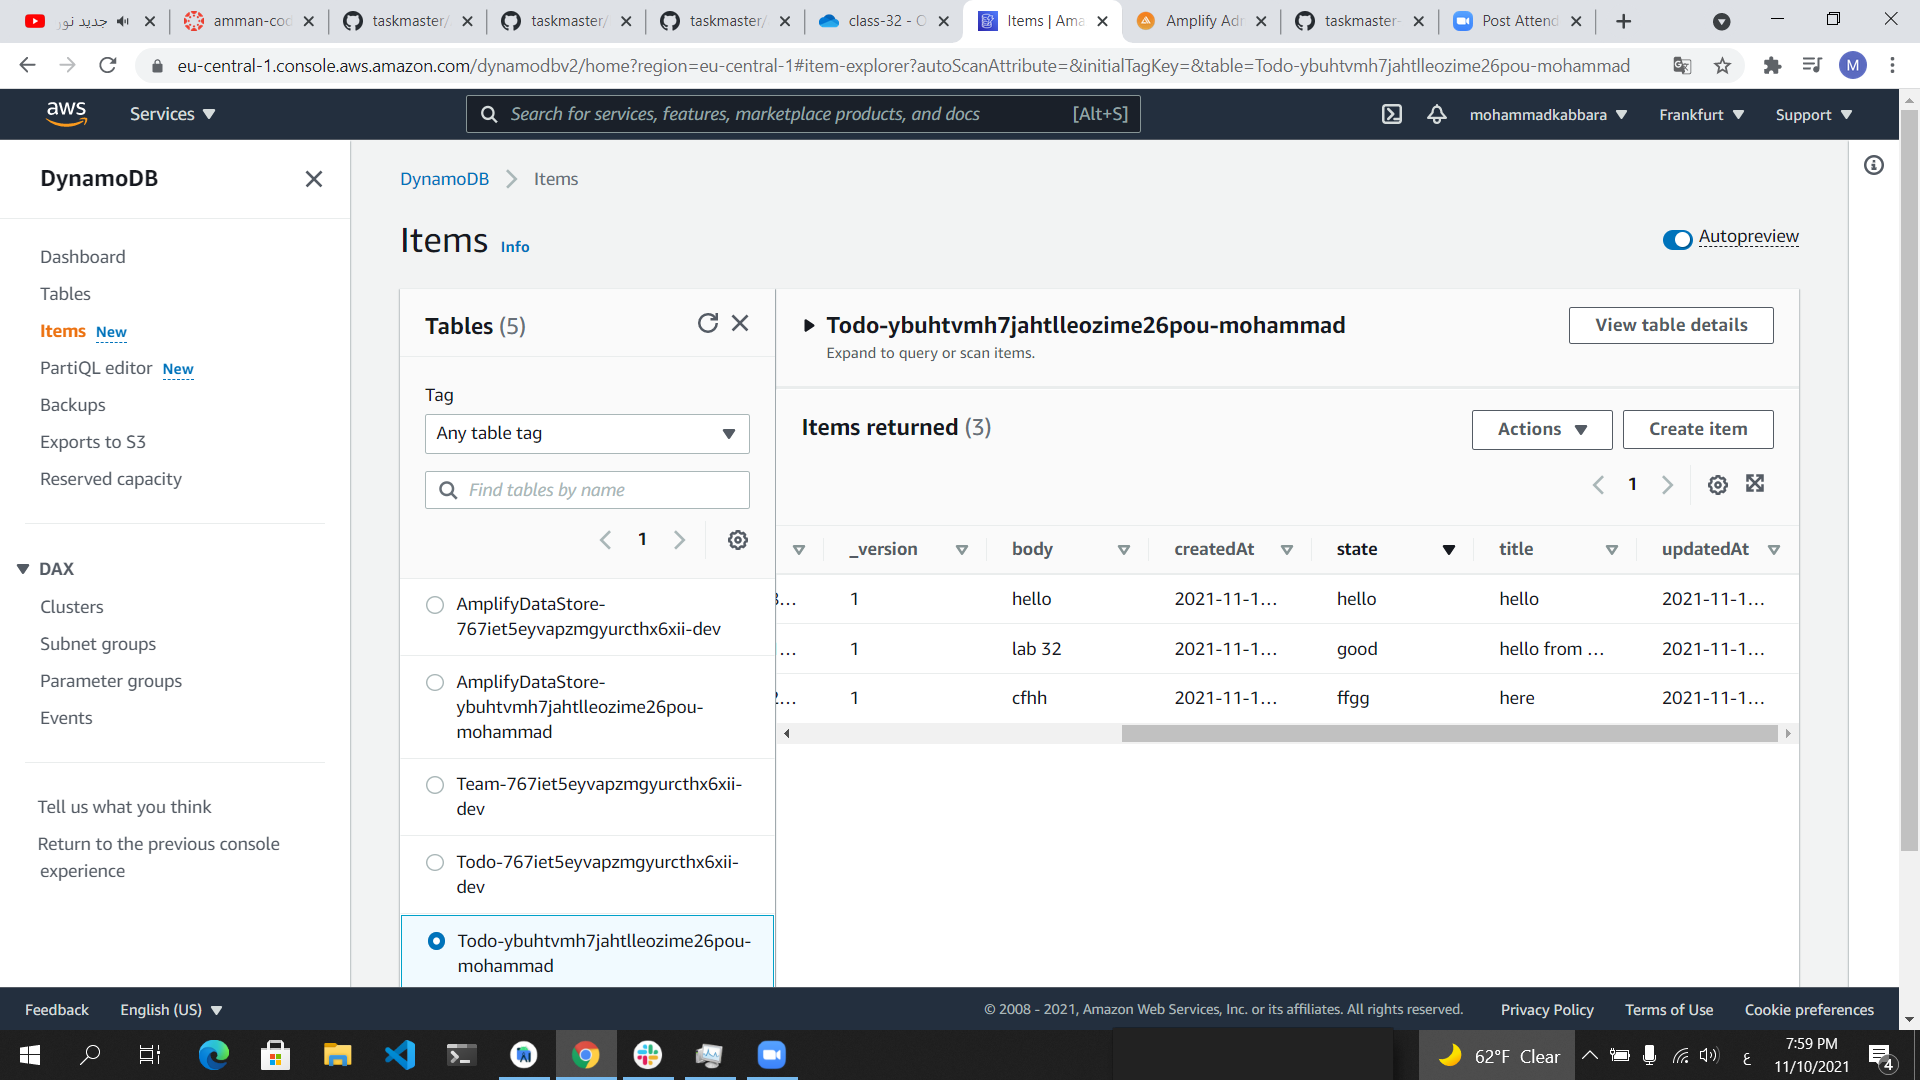 جديد نور
amman-coc
taskmaster/
taskmaster/
taskmaster/
class-32 - O
Items | Ama
Amplify Adr
taskmaster-
Post Attend
eu-central-1.console.aws.amazon.com/dynamodbv2/home?region=eu-central-1#item-explorer?autoScanAttribute=&initialTagKey=&table=Todo-ybuhtvmh7jahtlleozime26pou-mohammad
M
aws
Services
Search for services, features, marketplace products, and docs [Alt+S]
mohammadkabbara
Frankfurt
Support
DynamoDB
Dashboard
Tables
Items New
PartiQL editor New
Backups
Exports to S3
Reserved capacity
DAX
Clusters
Subnet groups
Parameter groups
Events
Tell us what you think
Return to the previous console
experience
DynamoDB Items
Items Info
Autopreview
Tables (5)
Tag
Any table tag
Find tables by name
1
AmplifyDataStore-
767iet5eyvapzmgyurcthx6xii-dev
AmplifyDataStore-
ybuhtvmh7jahtlleozime26pou-
mohammad
Team-767iet5eyvapzmgyurcthx6xii-
dev
Todo-767iet5eyvapzmgyurcthx6xii-
dev
Todo-ybuhtvmh7jahtlleozime26pou-
mohammad
Todo-ybuhtvmh7jahtlleozime26pou-mohammad
Expand to query or scan items.
View table details
Items returned (3)
Actions
Create item
1
_version body createdAt state title updatedAt
3… 1 hello 2021-11-1… hello hello 2021-11-1…
… 1 lab 32 2021-11-1… good hello from … 2021-11-1…
2… 1 cfhh 2021-11-1… ffgg here 2021-11-1…
Feedback
English (US)
© 2008 - 2021, Amazon Web Services, Inc. or its affiliates. All rights reserved.
Privacy Policy
Terms of Use
Cookie preferences
62°F Clear
ع
7:59 PM
11/10/2021
4